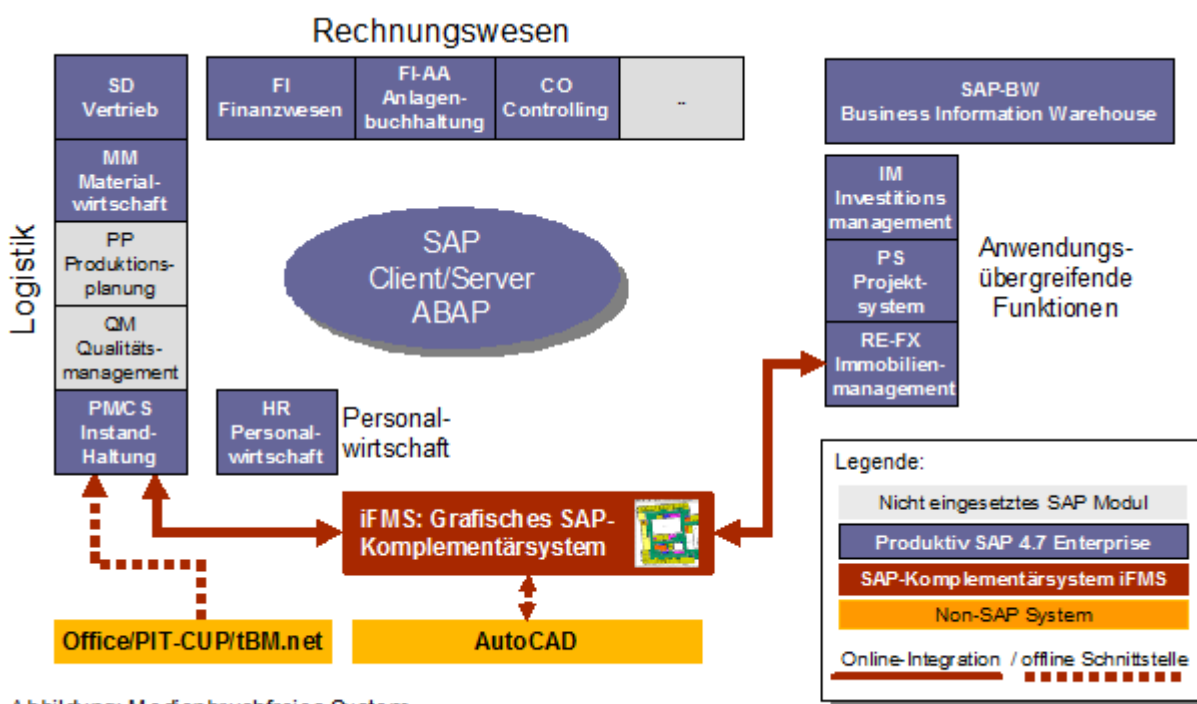 Rechnungswesen
SD
Vertrieb
FI
Finanzwesen
FI-AA
Anlagen-
buchhaltung
CO
Controlling
..
SAP-BW
Business Information Warehouse
MM
Material-
wirtschaft
PP
Produktions-
planung
QM
Qualitäts-
management
PM/CS
Instand-
Haltung
Logistik
SAP
Client/Server
ABAP
IM
Investitions
management
PS
Projekt-
system
RE-FX
Immobilien-
management
Anwendungs-
übergreifende
Funktionen
HR
Personal-
wirtschaft
Personal-
wirtschaft
iFMS: Grafisches SAP-
Komplementärsystem
Office/PIT-CUP/tBM.net
AutoCAD
Legende:
Nicht eingesetztes SAP Modul
Produktiv SAP 4.7 Enterprise
SAP-Komplementärsystem iFMS
Non-SAP System
Online-Integration / offline Schnittstelle
Abbildung: Medienbruchfreies System